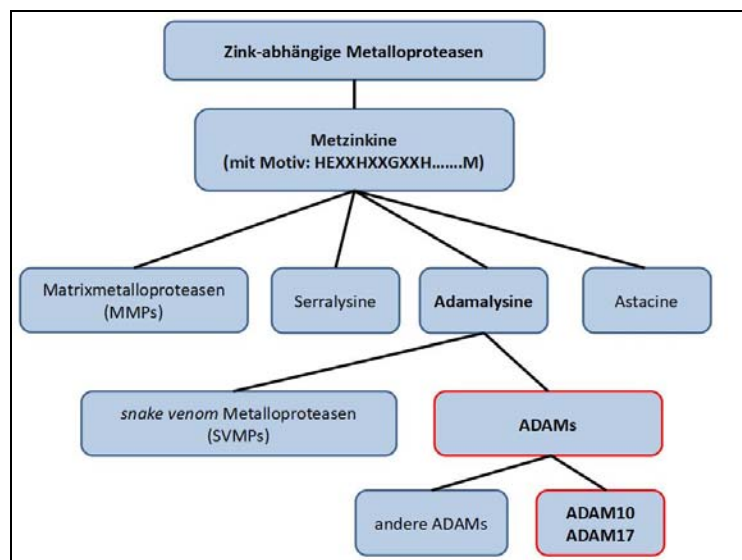 Zink-abhängige Metalloproteasen
Metzinkine
(mit Motiv: HEXXHXXGXXH…….M)
Matrixmetalloproteasen
(MMPs)
Serralysine
Adamalysine
Astacine
snake venom Metalloproteasen
(SVMPs)
ADAMs
andere ADAMs
ADAM10
ADAM17